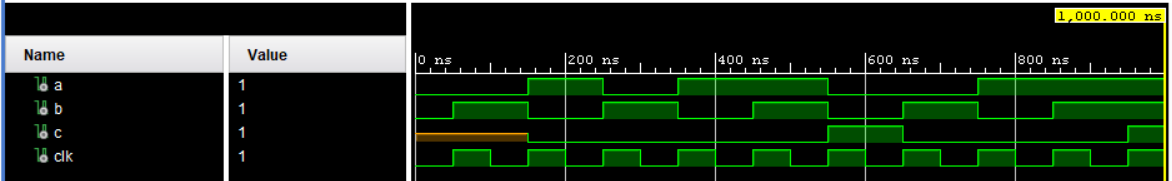 1,000.000 ns
Name Value
0 ns 200 ns 400 ns 600 ns 800 ns
a 1
b 1
c 1
clk 1